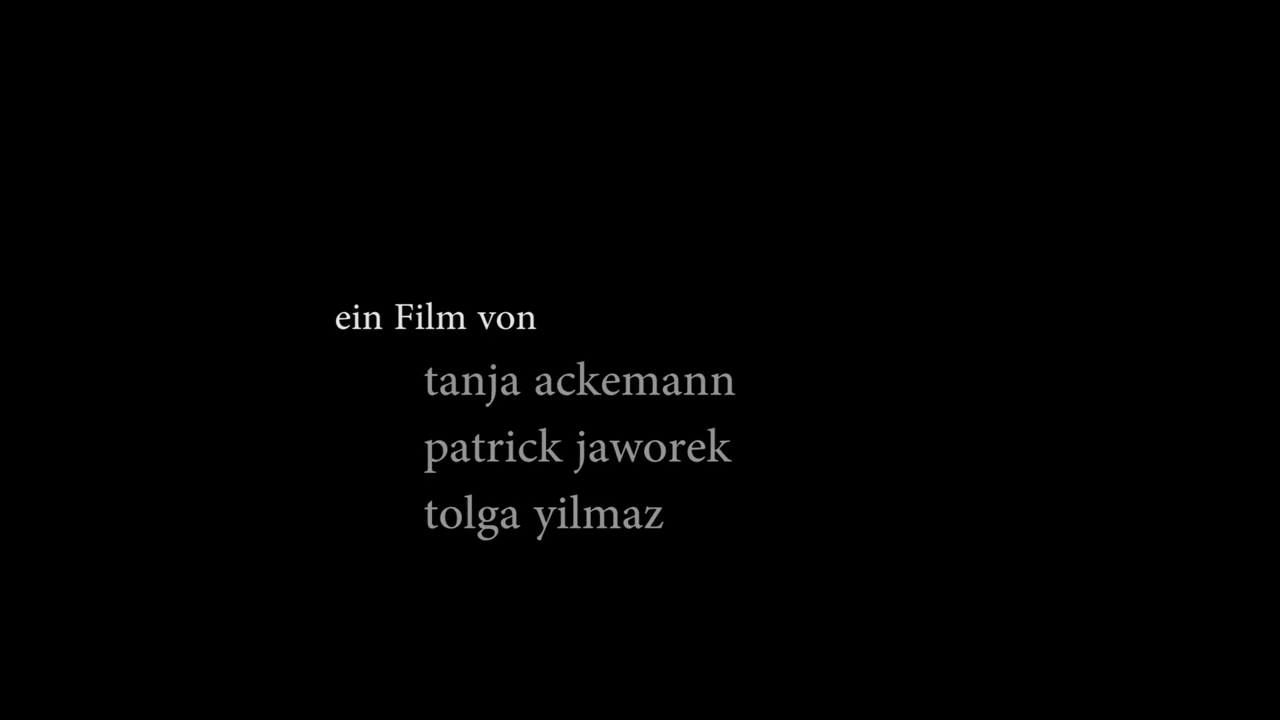 ein Film von
tanja ackemann
patrick jaworek
tolga yilmaz